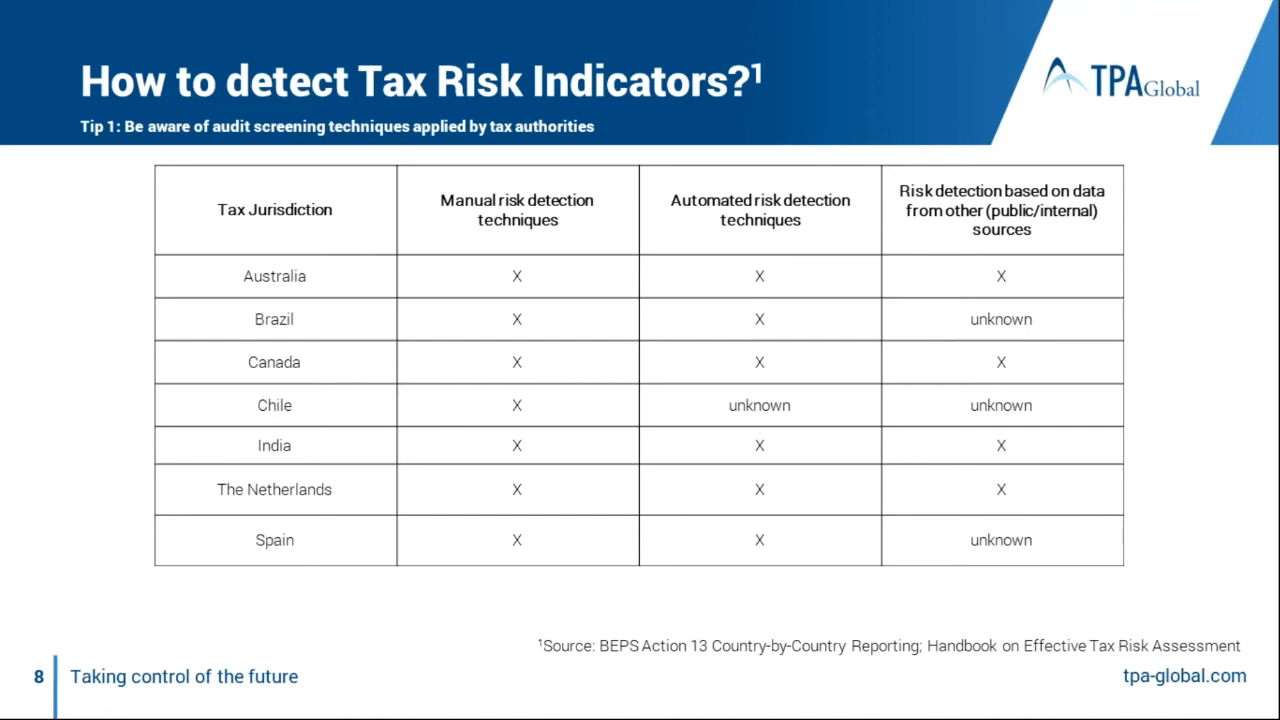 How to detect Tax Risk Indicators?¹
TPAGlobal
Tip 1: Be aware of audit screening techniques applied by tax authorities
Tax Jurisdiction
Manual risk detection
techniques
Automated risk detection
techniques
Risk detection based on data
from other (public/internal)
sources
Australia X X X
Brazil X X unknown
Canada X X X
Chile X unknown unknown
India X X X
The Netherlands X X X
Spain X X unknown
¹Source: BEPS Action 13 Country-by-Country Reporting; Handbook on Effective Tax Risk Assessment
8 Taking control of the future
tpa-global.com